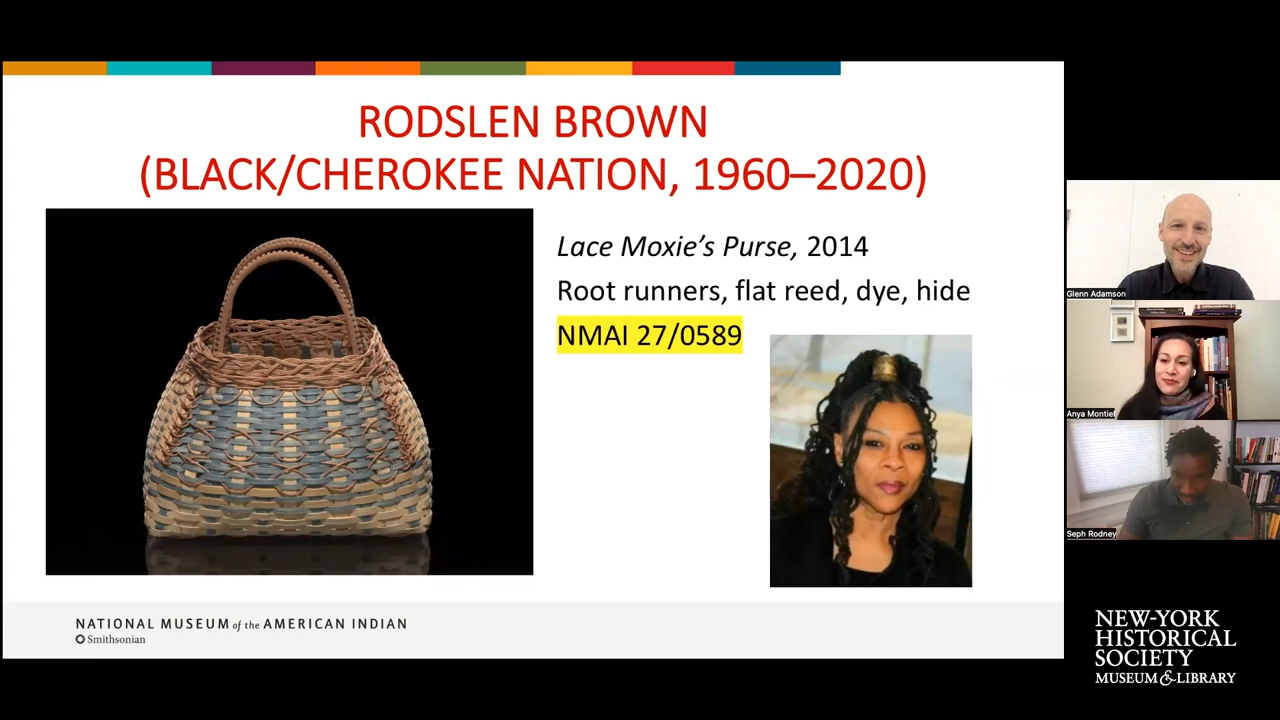 RODSLEN BROWN
(BLACK/CHEROKEE NATION, 1960–2020)
Lace Moxie’s Purse, 2014
Root runners, flat reed, dye, hide
NMAI 27/0589
NATIONAL MUSEUM of the AMERICAN INDIAN
Smithsonian
Glenn Adamson
Anya Montiel
Seph Rodney
NEW-YORK
HISTORICAL
SOCIETY
MUSEUM & LIBRARY